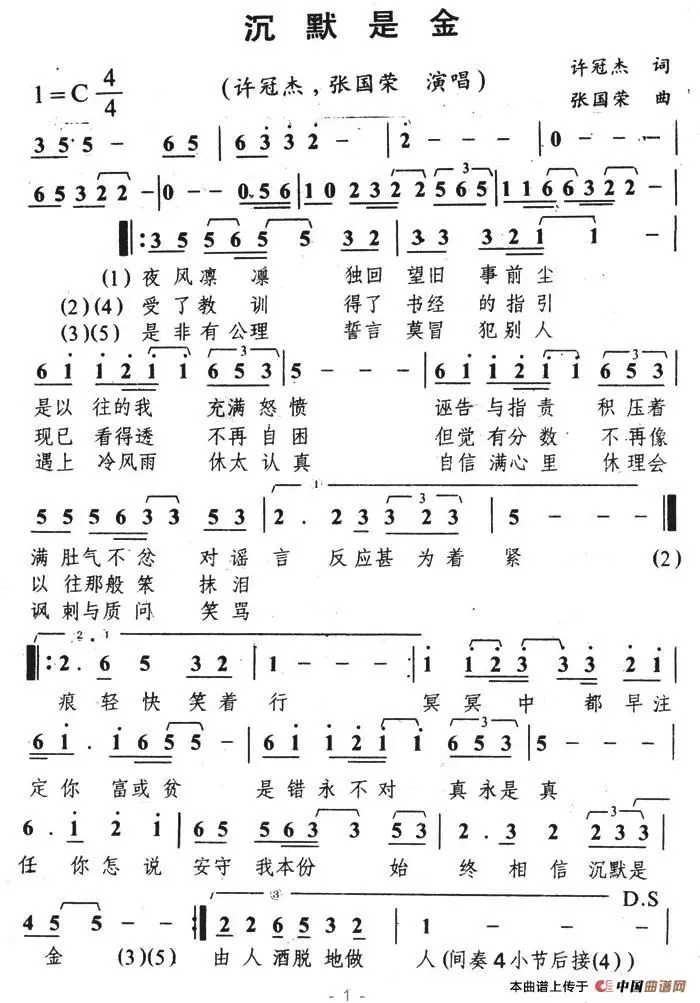 沉默是金
1=C 4/4
(许冠杰,张国荣 演唱)
许冠杰 词
张国荣 曲
3 5 5 - 6 5 | 6 3 3 2 - | 2 - - - | 0 - - -
6 5 3 2 2 - | 0 - - 0.5 6 | 1 0 2 3 2 2 5 6 5 | 1 1 6 6 3 2 2 - |
3 5 5 6 5 5 3 2 | 3 3 3 2 1 1 - |
(1) 夜风凛 凛 独回 望旧 事前尘
(2)(4) 受了教 训 得了 书经 的指引
(3)(5) 是非有公理 誓言 莫冒 犯别人
6 1 1 2 1 1 6 5 3 | 5 - - - | 6 1 1 2 1 1 6 5 3 |
是以 往的我 充满怒 愤 诬告 与指责 积压着
现已 看得透 不再自 困 但觉 有分数 不再像
遇上 冷风雨 休太认 真 自信 满心里 休理会
1
5 5 5 6 3 3 5 3 | 2 . 2 3 3 2 3 | 5 - - -
满肚气不忿 对谣 言 反应甚 为着 紧 (2)
以往那般笨 抹泪
讽刺与质问 笑骂
2. 1
2. 6 5 3 2 | 1 - - - : 1 1 2 3 3 3 2 1 |
痕 轻快笑着 行 冥冥 中 都早注
6 1 . 1 6 5 5 | 6 1 1 2 1 1 6 5 3 | 5 - - - |
定你 富或贫 是错永不对 真永是 真
6 . 1 2 1 | 6 5 5 6 3 3 5 3 | 2 . 3 2 2 3 3 |
任 你怎说 安守 我本份 始 终相信 沉默是
③
D.S
4 5 5 - - : 2 2 6 5 3 2 | 1 - - -
金 (3)(5) 由人洒脱地做 人(间奏4小节后接(4))
本曲谱上传于 中国曲谱网
- 1 -